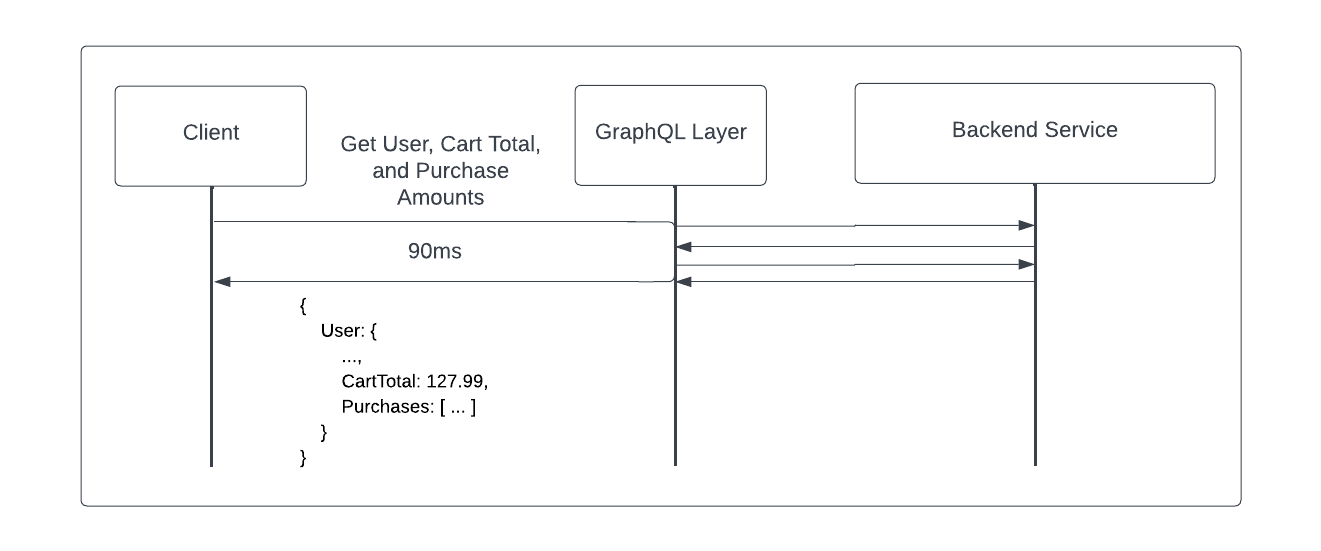 Client
GraphQL Layer
Backend Service
Get User, Cart Total,
and Purchase
Amounts
90ms
{
User: {
...,
CartTotal: 127.99,
Purchases: [ ... ]
}
}